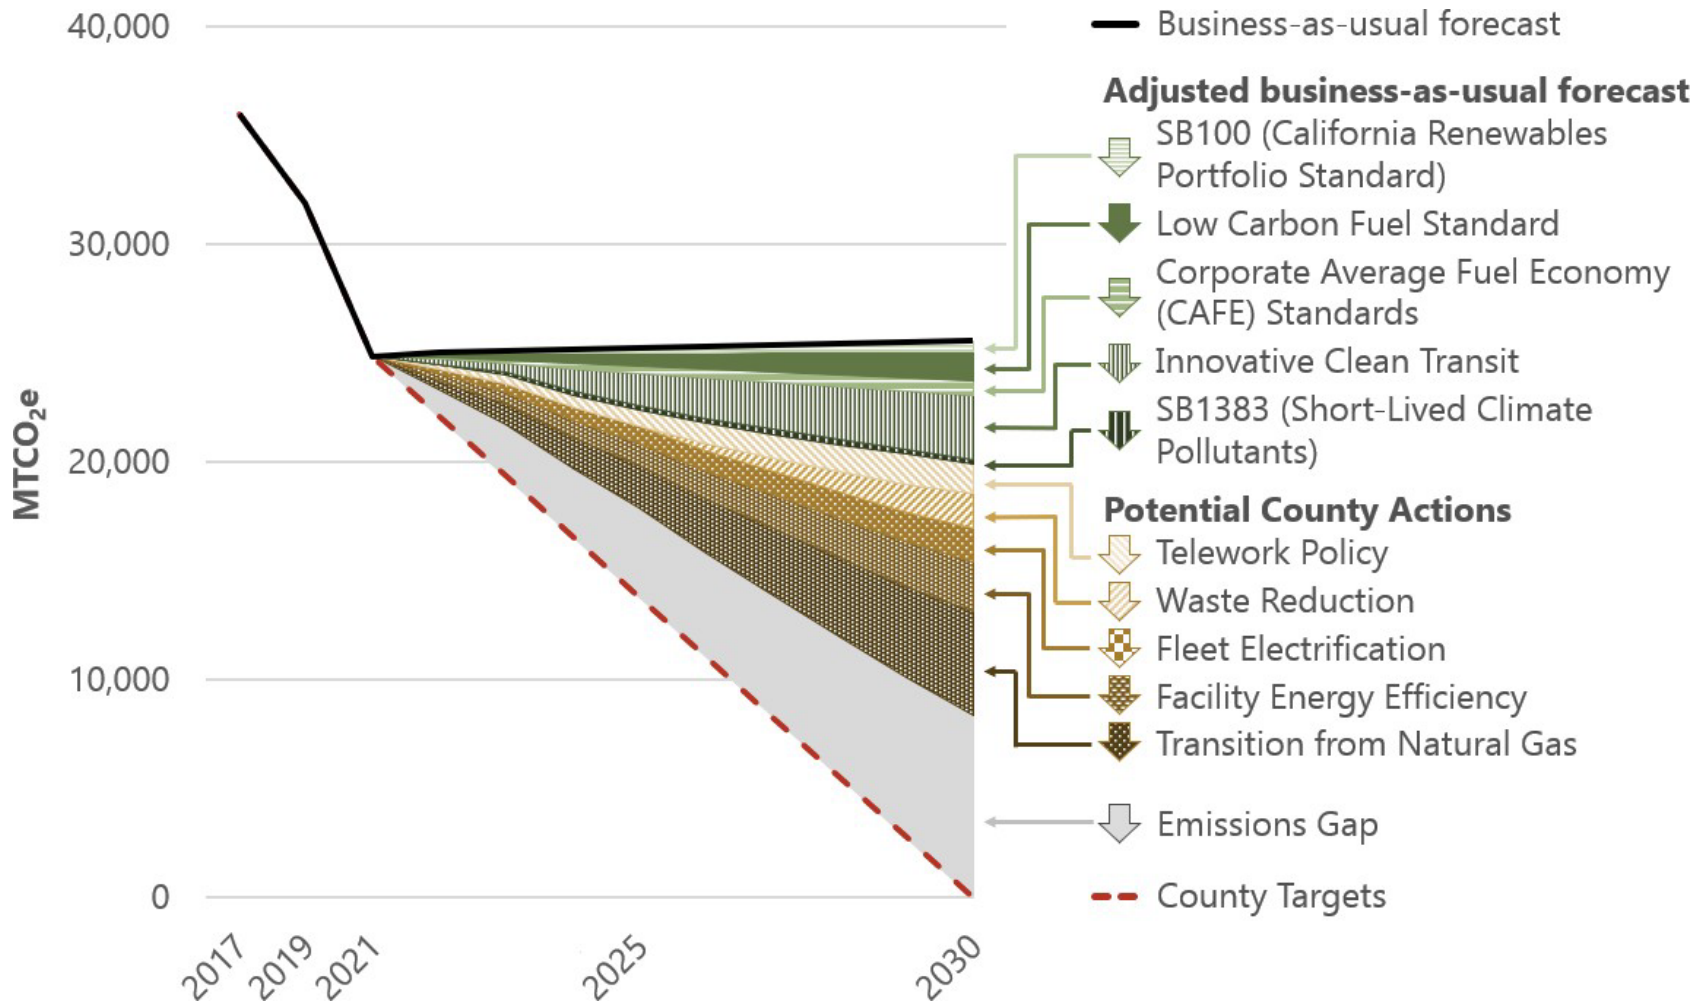 40,000
30,000
20,000
10,000
0
MTCO₂e
2017
2019
2021
2025
2030
Business-as-usual forecast
Adjusted business-as-usual forecast
SB100 (California Renewables
Portfolio Standard)
Low Carbon Fuel Standard
Corporate Average Fuel Economy
(CAFE) Standards
Innovative Clean Transit
SB1383 (Short-Lived Climate
Pollutants)
Potential County Actions
Telework Policy
Waste Reduction
Fleet Electrification
Facility Energy Efficiency
Transition from Natural Gas
Emissions Gap
County Targets